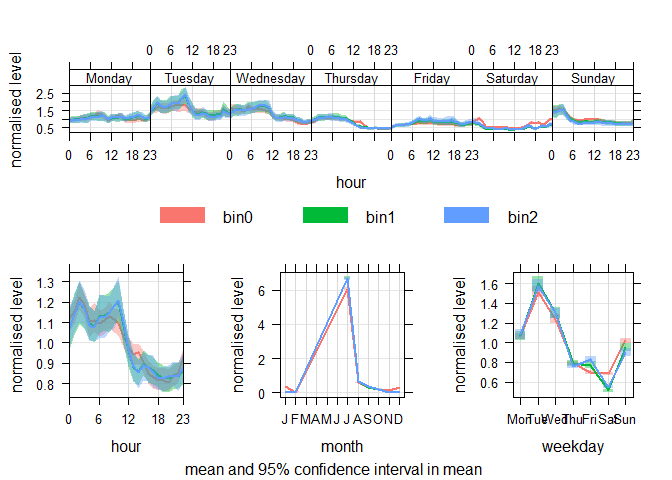 0 6 12 18 23 0 6 12 18 23 0 6 12 18 23
Monday Tuesday Wednesday Thursday Friday Saturday Sunday
normalised level
2.5
1.5
0.5
0 6 12 18 23 0 6 12 18 23 0 6 12 18 23 0 6 12 18 23
hour
bin0 bin1 bin2
normalised level
1.3
1.2
1.1
1.0
0.9
0.8
0 6 12 18 23
hour
normalised level
6
4
2
0
J F M A M J J A S O N D
month
normalised level
1.6
1.4
1.2
1.0
0.8
0.6
Mon Tue Wed Thu Fri Sat Sun
weekday
mean and 95% confidence interval in mean